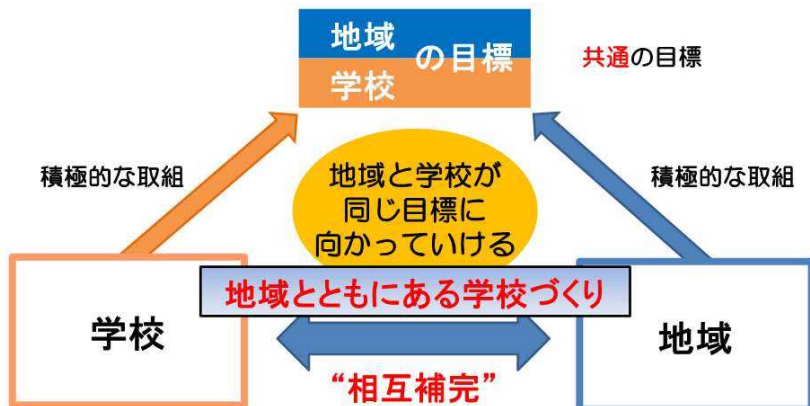 地域
学校
の目標
共通の目標
積極的な取組
積極的な取組
地域と学校が
同じ目標に
向かっていける
地域とともにある学校づくり
学校
地域
“相互補完”